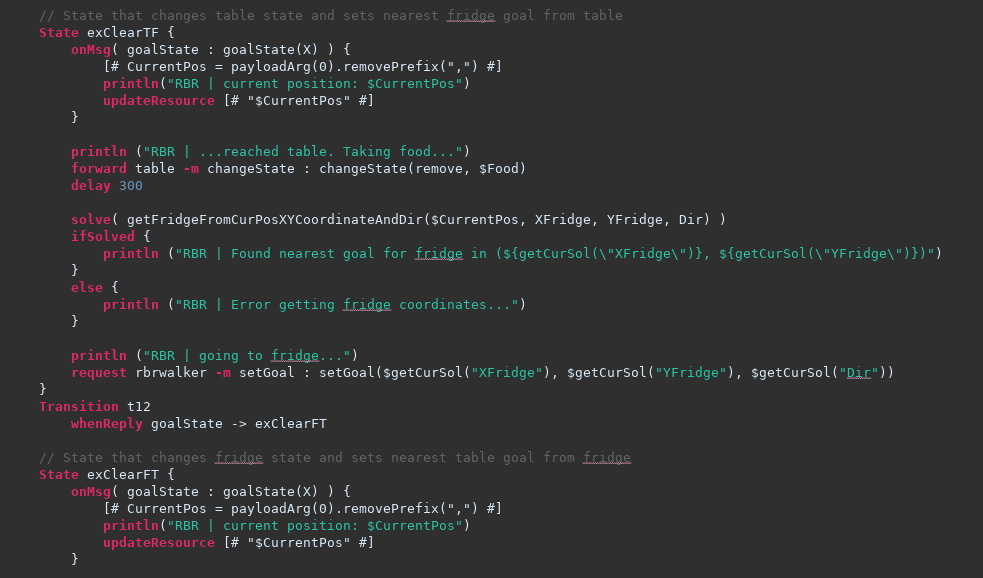 // State that changes table state and sets nearest fridge goal from table
State exClearTF {
    onMsg( goalState : goalState(X) ) {
        [# CurrentPos = payloadArg(0).removePrefix(",") #]
        println("RBR | current position: $CurrentPos")
        updateResource [# "$CurrentPos" #]
    }

    println ("RBR | ...reached table. Taking food...")
    forward table -m changeState : changeState(remove, $Food)
    delay 300

    solve( getFridgeFromCurPosXYCoordinateAndDir($CurrentPos, XFridge, YFridge, Dir) )
    ifSolved {
        println ("RBR | Found nearest goal for fridge in (${getCurSol(\"XFridge\")}, ${getCurSol(\"YFridge\")})")
    }
    else {
        println ("RBR | Error getting fridge coordinates...")
    }

    println ("RBR | going to fridge...")
    request rbrwalker -m setGoal : setGoal($getCurSol("XFridge"), $getCurSol("YFridge"), $getCurSol("Dir"))
}
Transition t12
    whenReply goalState -> exClearFT

// State that changes fridge state and sets nearest table goal from fridge
State exClearFT {
    onMsg( goalState : goalState(X) ) {
        [# CurrentPos = payloadArg(0).removePrefix(",") #]
        println("RBR | current position: $CurrentPos")
        updateResource [# "$CurrentPos" #]
    }